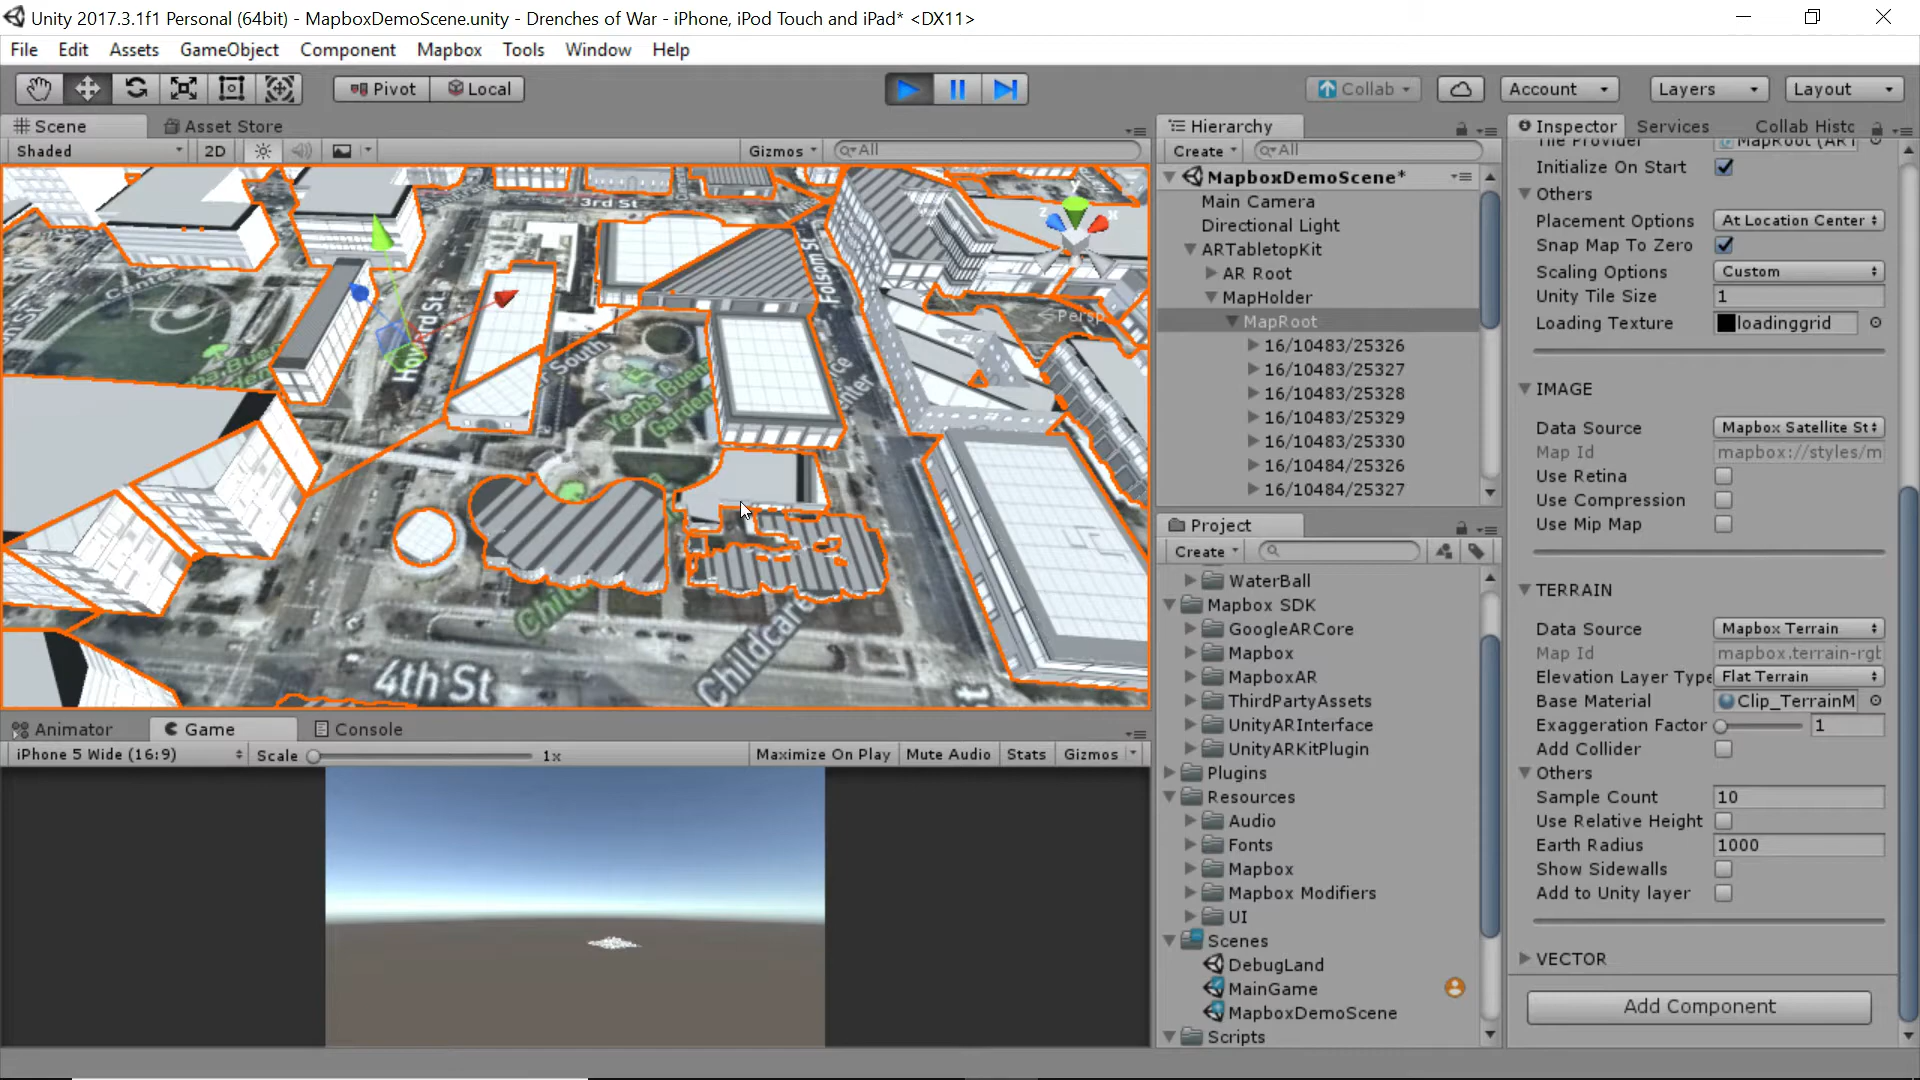 Unity 2017.3.1f1 Personal (64bit) - MapboxDemoScene.unity - Drenches of War - iPhone, iPod Touch and iPad* <DX11>
File Edit Assets GameObject Component Mapbox Tools Window Help
Pivot Local Collab Account Layers Layout
Scene Asset Store
Shaded 2D Gizmos All
3rd St
Folsom St
Howard St
Yerba Buena Gardens
Persp
4th St
Childcare
Animator Game Console
iPhone 5 Wide (16:9) Scale 1x Maximize On Play Mute Audio Stats Gizmos
Hierarchy
Create All
MapboxDemoScene*
Main Camera
Directional Light
ARTabletopKit
AR Root
MapHolder
MapRoot
16/10483/25326
16/10483/25327
16/10483/25328
16/10483/25329
16/10483/25330
16/10484/25326
16/10484/25327
Project
Create
WaterBall
Mapbox SDK
GoogleARCore
Mapbox
MapboxAR
ThirdPartyAssets
UnityARInterface
UnityARKitPlugin
Plugins
Resources
Audio
Fonts
Mapbox
Mapbox Modifiers
UI
Scenes
DebugLand
MainGame
MapboxDemoScene
Scripts
Inspector Services Collab Histo
Tile Provider MapRoot (ART
Initialize On Start
Others
Placement Options At Location Center
Snap Map To Zero
Scaling Options Custom
Unity Tile Size 1
Loading Texture loadinggrid
IMAGE
Data Source Mapbox Satellite St
Map Id mapbox://styles/m
Use Retina
Use Compression
Use Mip Map
TERRAIN
Data Source Mapbox Terrain
Map Id mapbox.terrain-rgb
Elevation Layer Type Flat Terrain
Base Material Clip_TerrainM
Exaggeration Factor 1
Add Collider
Others
Sample Count 10
Use Relative Height
Earth Radius 1000
Show Sidewalls
Add to Unity layer
VECTOR
Add Component